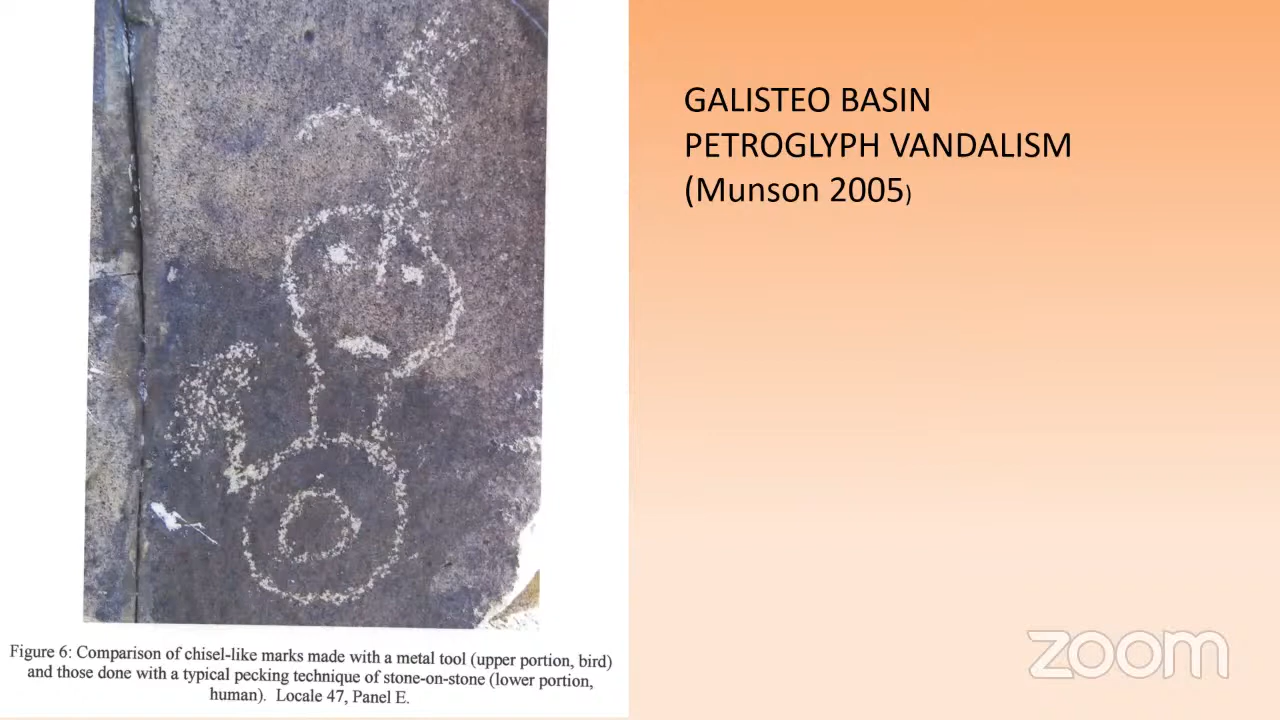 GALISTEO BASIN
PETROGLYPH VANDALISM
(Munson 2005)
Figure 6: Comparison of chisel-like marks made with a metal tool (upper portion, bird)
and those done with a typical pecking technique of stone-on-stone (lower portion,
human). Locale 47, Panel E.
zoom